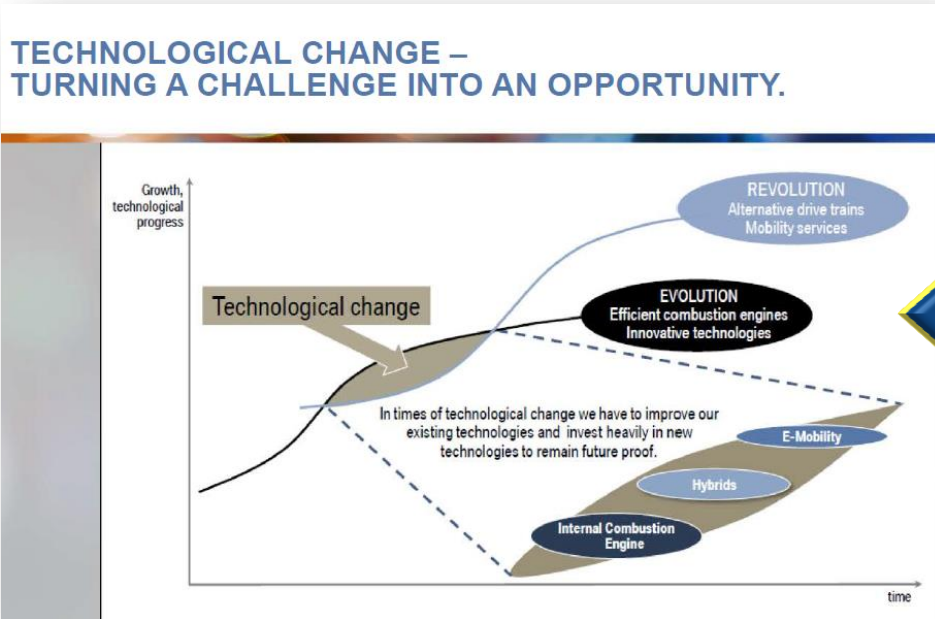 TECHNOLOGICAL CHANGE –
TURNING A CHALLENGE INTO AN OPPORTUNITY.
Growth,
technological
progress
REVOLUTION
Alternative drive trains
Mobility services
Technological change
EVOLUTION
Efficient combustion engines
Innovative technologies
In times of technological change we have to improve our
existing technologies and invest heavily in new
technologies to remain future proof.
E-Mobility
Hybrids
Internal Combustion
Engine
time